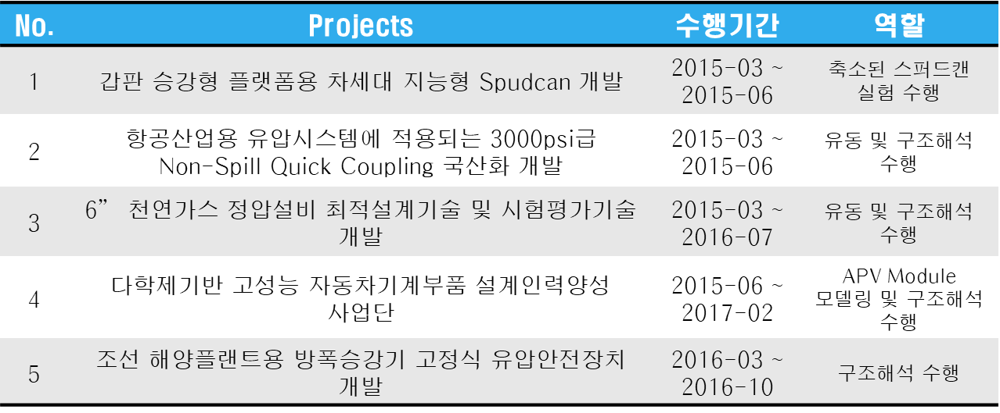 No. Projects 수행기간 역할
1 갑판 승강형 플랫폼용 차세대 지능형 Spudcan 개발 2015-03 ~ 2015-06 축소된 스퍼드캔 실험 수행
2 항공산업용 유압시스템에 적용되는 3000psi급 Non-Spill Quick Coupling 국산화 개발 2015-03 ~ 2015-06 유동 및 구조해석 수행
3 6” 천연가스 정압설비 최적설계기술 및 시험평가기술 개발 2015-03 ~ 2016-07 유동 및 구조해석 수행
4 다학제기반 고성능 자동차기계부품 설계인력양성 사업단 2015-06 ~ 2017-02 APV Module 모델링 및 구조해석 수행
5 조선 해양플랜트용 방폭승강기 고정식 유압안전장치 개발 2016-03 ~ 2016-10 구조해석 수행